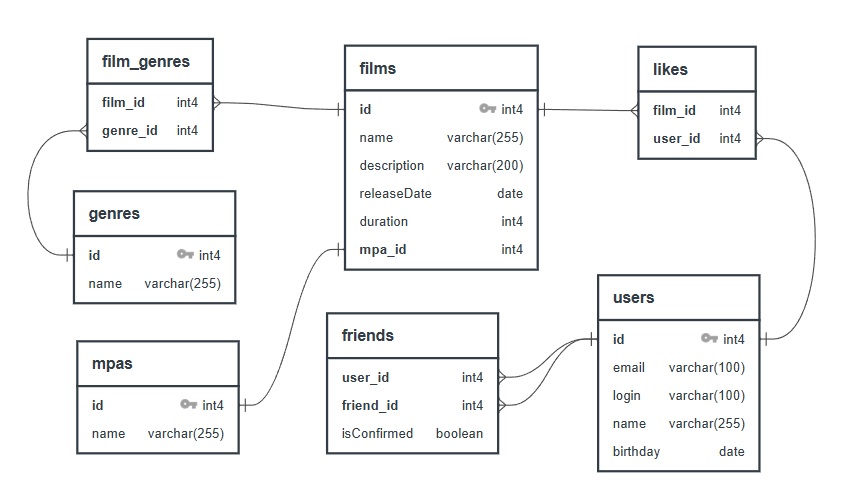 film_genres
film_id int4
genre_id int4
films
id int4
name varchar(255)
description varchar(200)
releaseDate date
duration int4
mpa_id int4
likes
film_id int4
user_id int4
genres
id int4
name varchar(255)
mpas
id int4
name varchar(255)
friends
user_id int4
friend_id int4
isConfirmed boolean
users
id int4
email varchar(100)
login varchar(100)
name varchar(255)
birthday date